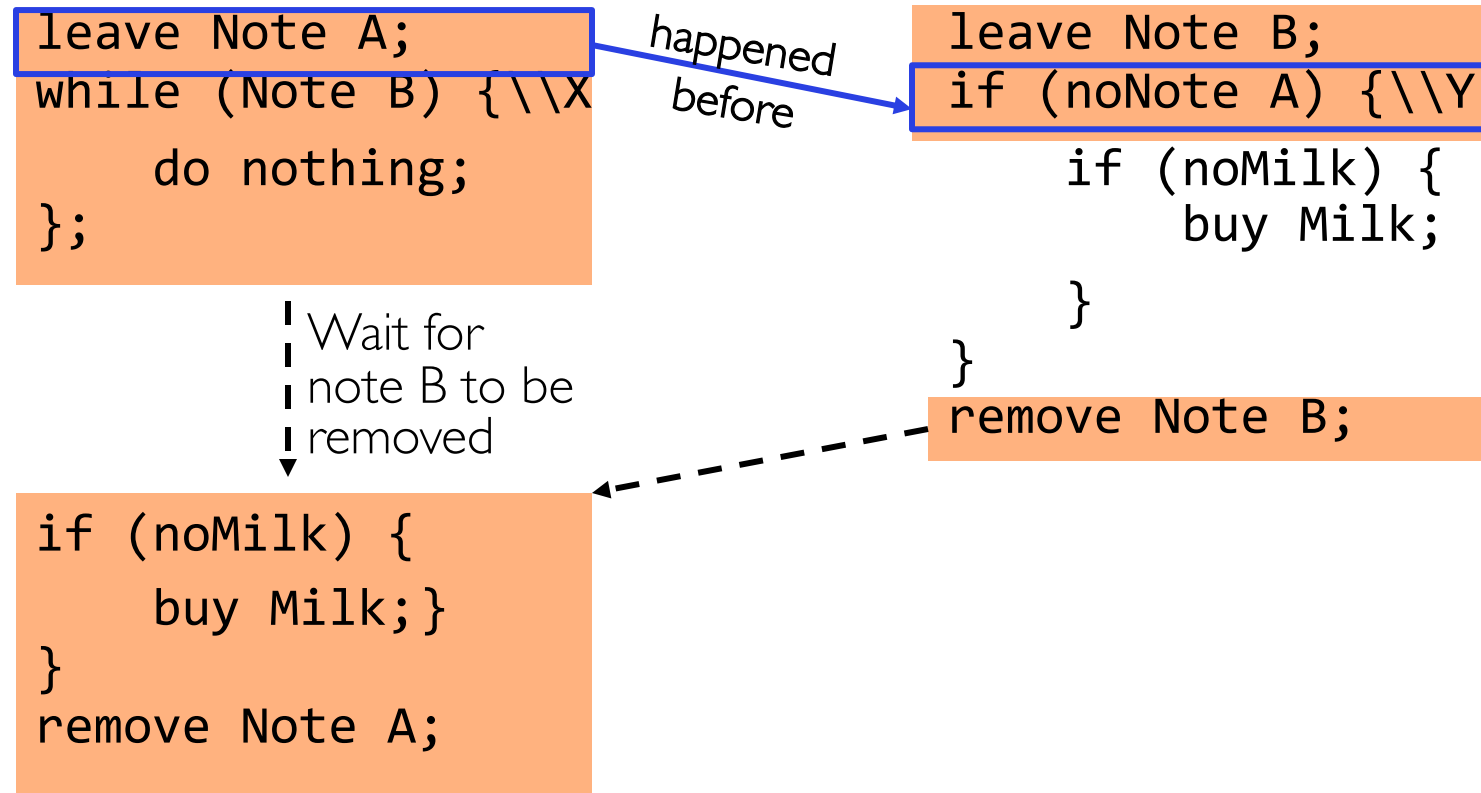 leave Note A;
while (Note B) {\\X
do nothing;
};
Wait for
note B to be
removed
if (noMilk) {
buy Milk;}
}
remove Note A;
happened
before
leave Note B;
if (noNote A) {\\Y
if (noMilk) {
buy Milk;
}
}
remove Note B;